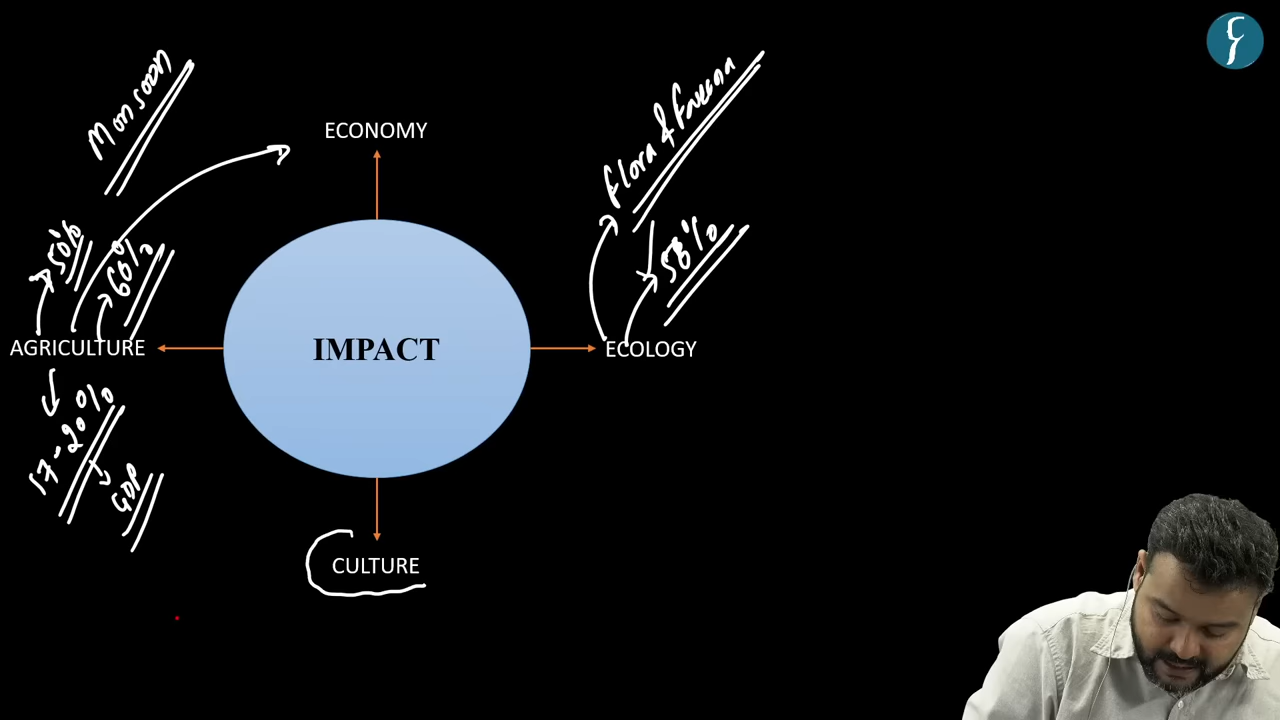 Monsoon
ECONOMY
Flora & Fauna
50%
60%
58%
AGRICULTURE
IMPACT
ECOLOGY
17-20%
GDP
CULTURE